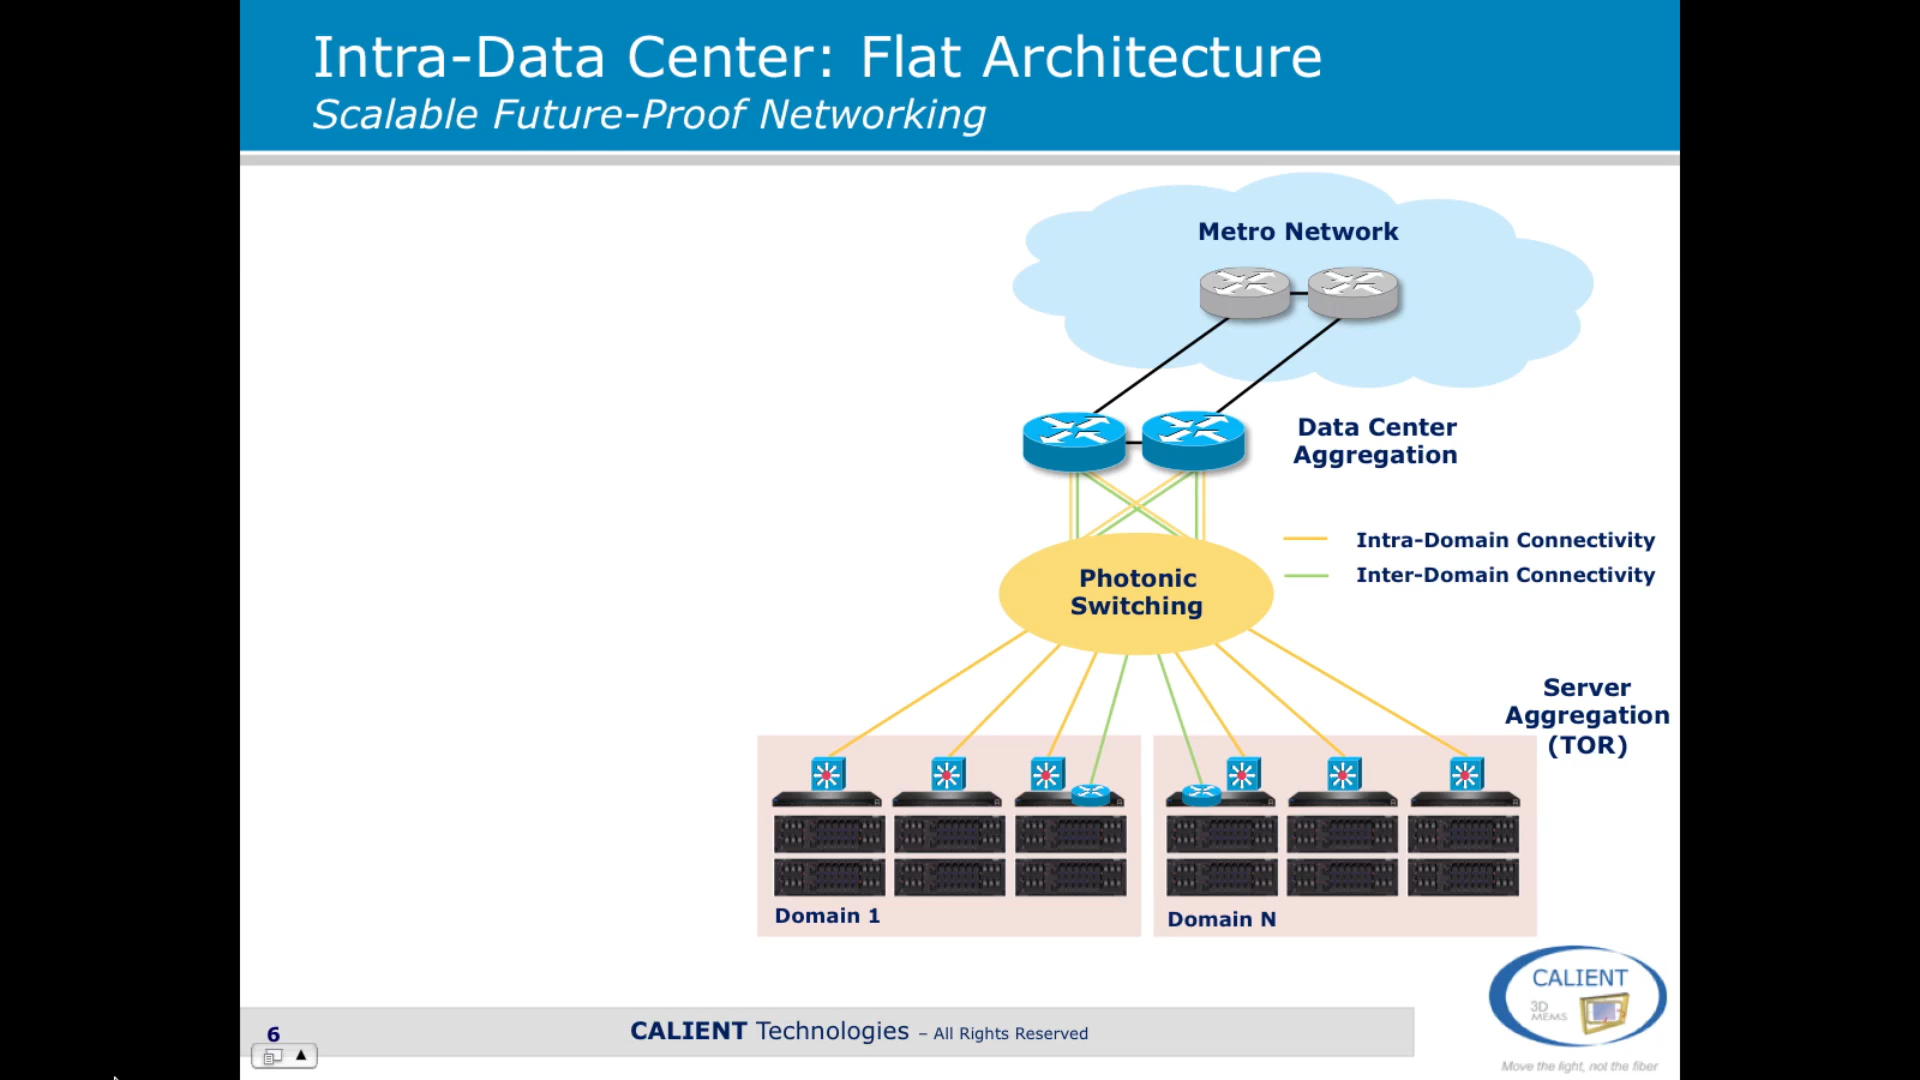 Intra-Data Center: Flat Architecture
Scalable Future-Proof Networking
Metro Network
Data Center
Aggregation
Intra-Domain Connectivity
Inter-Domain Connectivity
Photonic
Switching
Server
Aggregation
(TOR)
Domain 1
Domain N
CALIENT
3D
MEMS
Move the light, not the fiber
6
CALIENT Technologies – All Rights Reserved